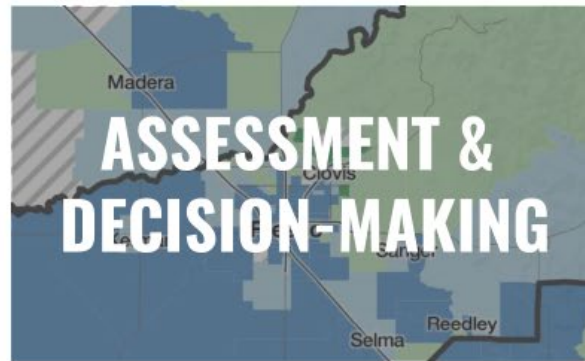 Madera
ASSESSMENT &
Clovis
DECISION-MAKING
Sanger
Selma
Reedley